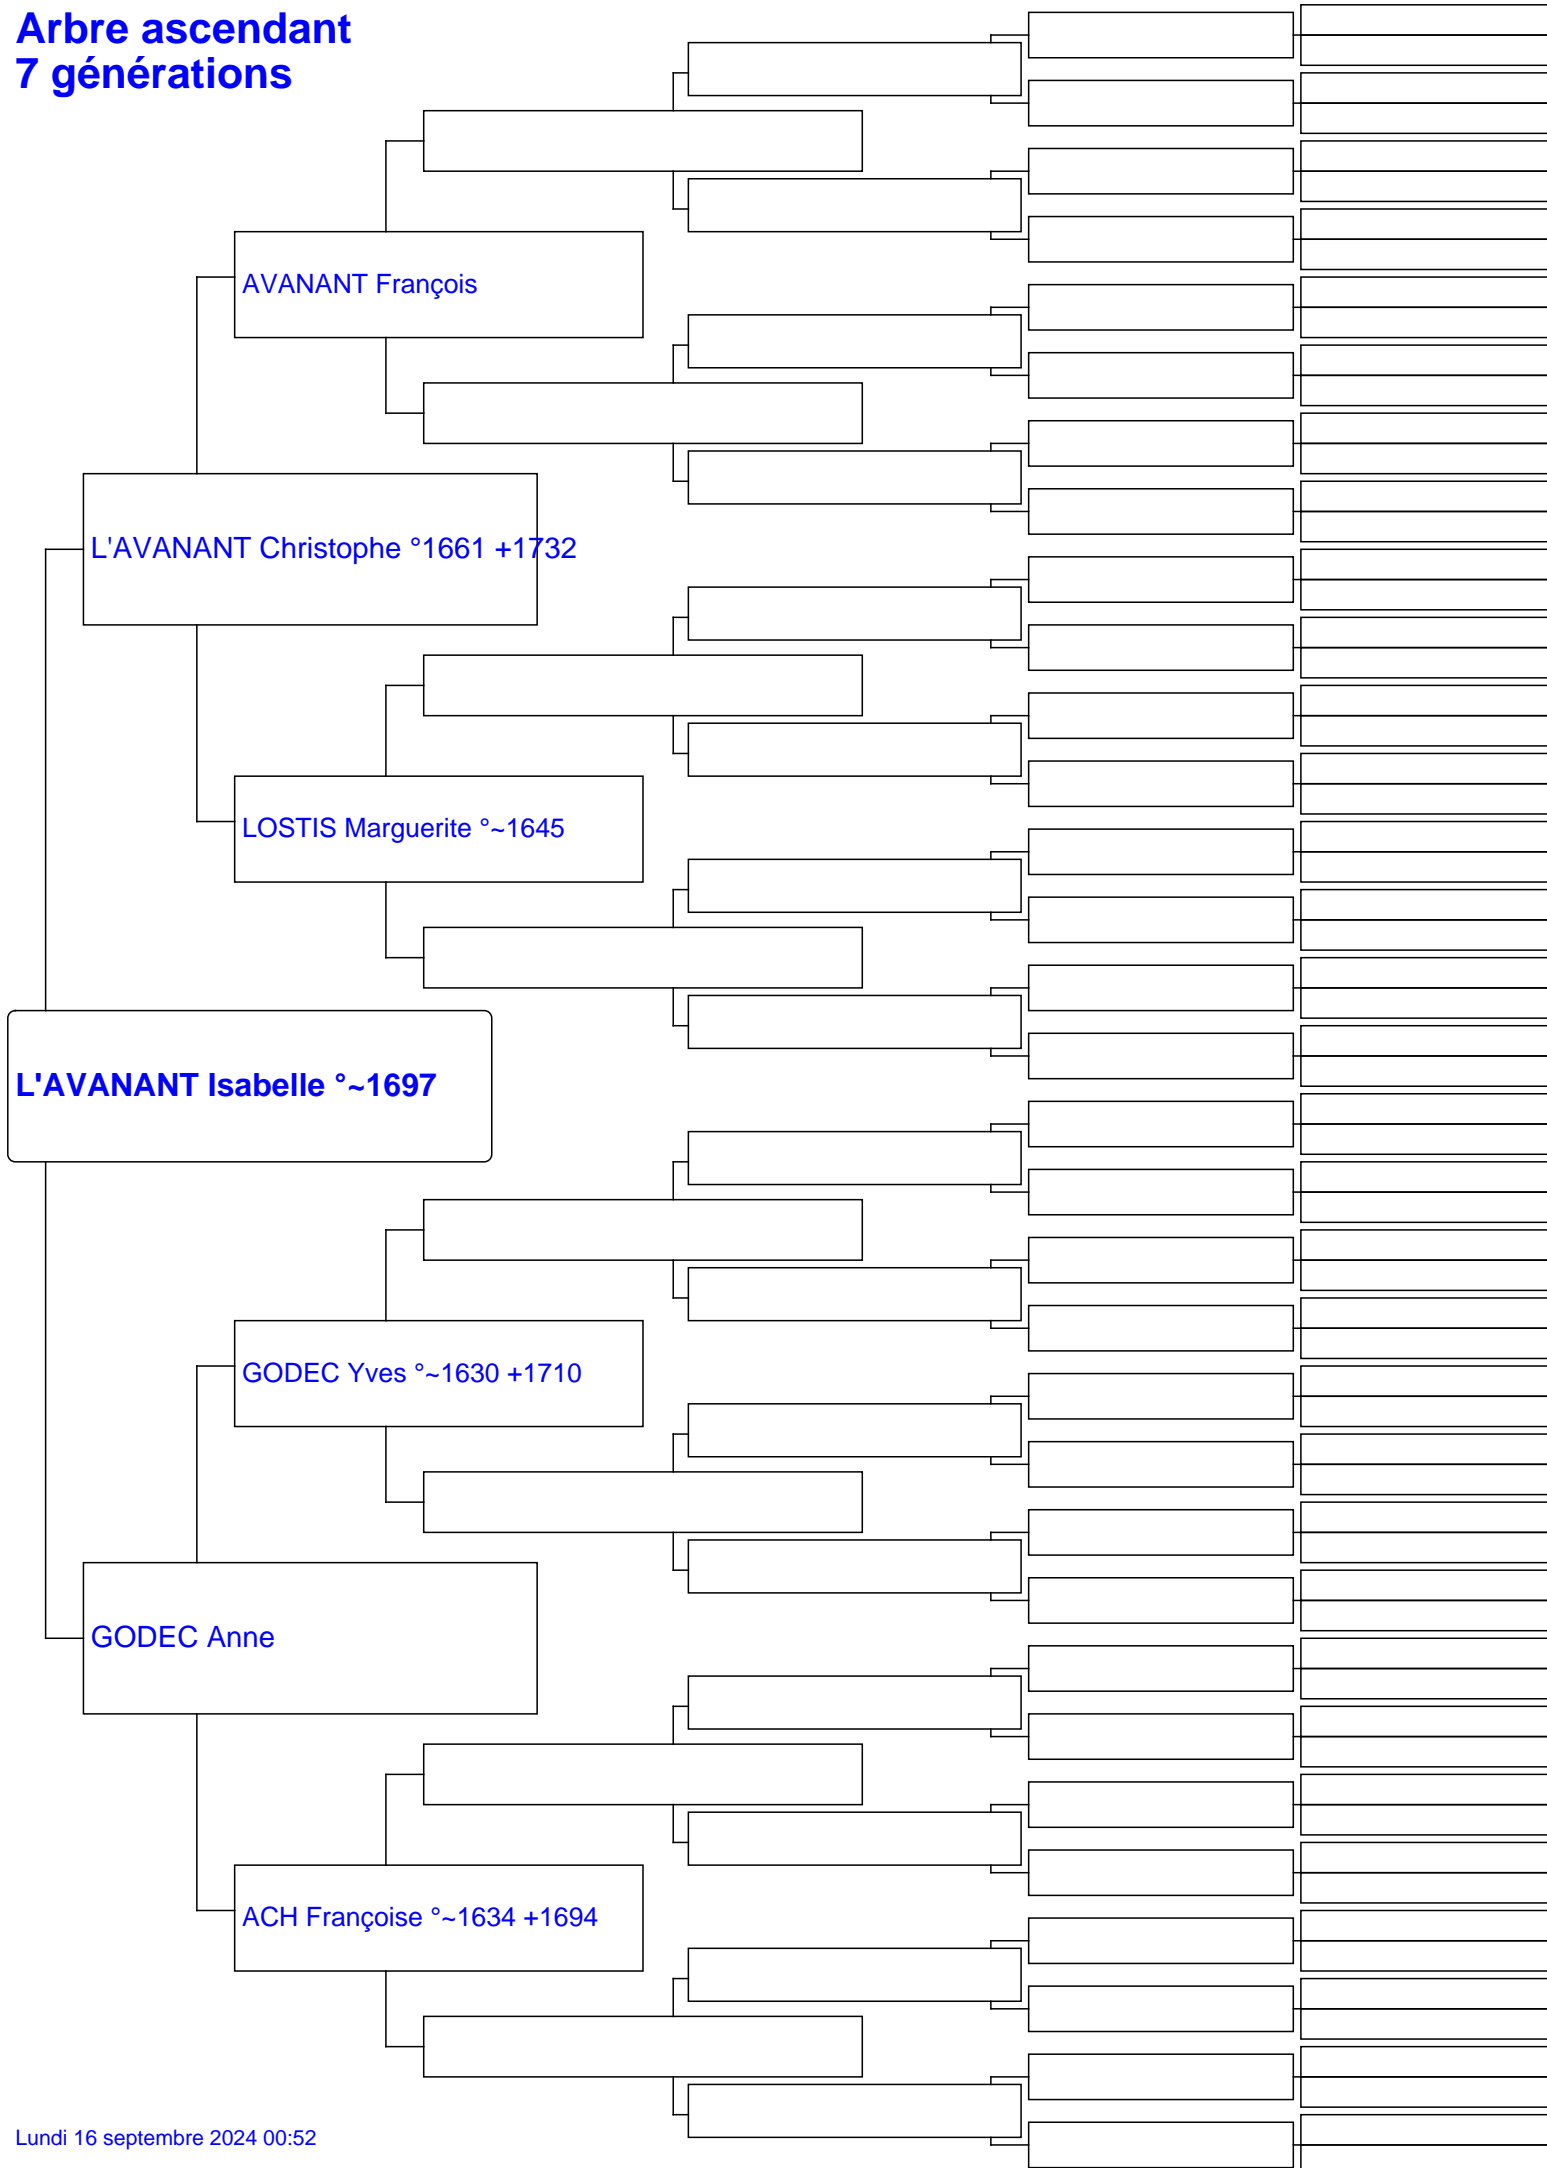 Arbre ascendant
7 générations
AVANANT François
L'AVANANT Christophe °1661 +1732
LOSTIS Marguerite °~1645
L'AVANANT Isabelle °~1697
GODEC Yves °~1630 +1710
GODEC Anne
ACH Françoise °~1634 +1694
Lundi 16 septembre 2024 00:52